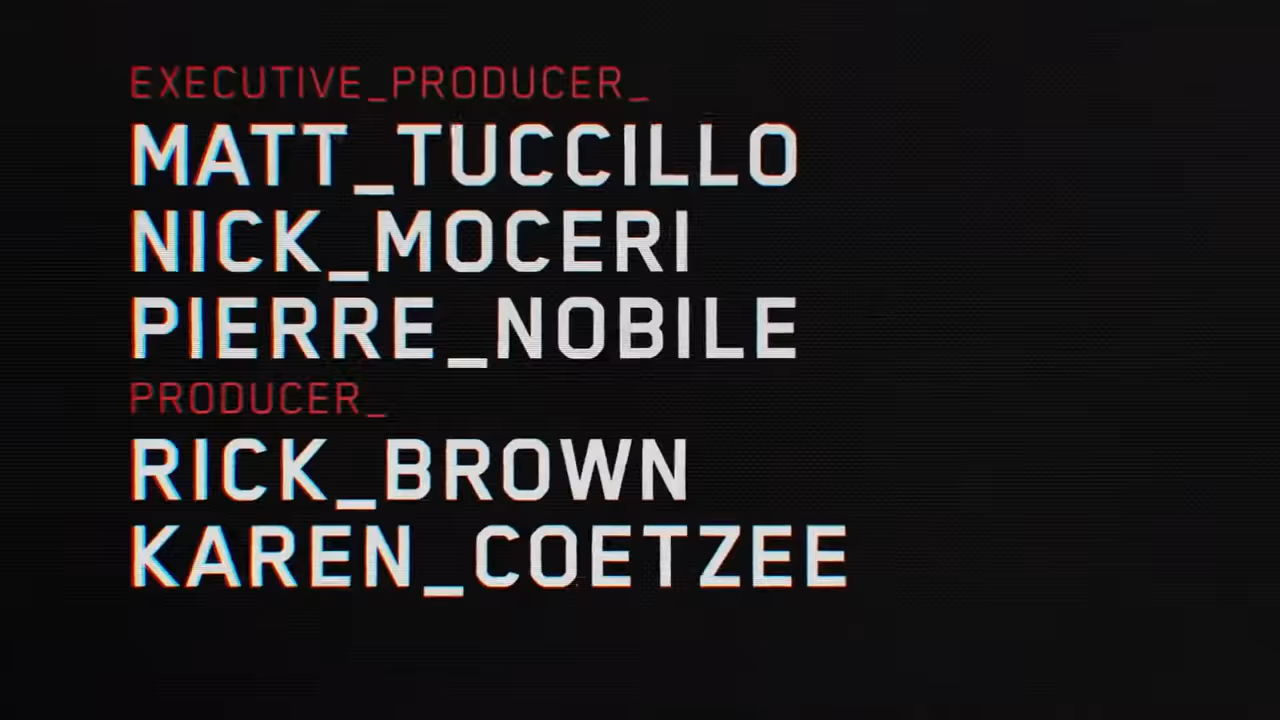 EXECUTIVE_PRODUCER_
MATT_TUCCILLO
NICK_MOCERI
PIERRE_NOBILE
PRODUCER_
RICK_BROWN
KAREN_COETZEE